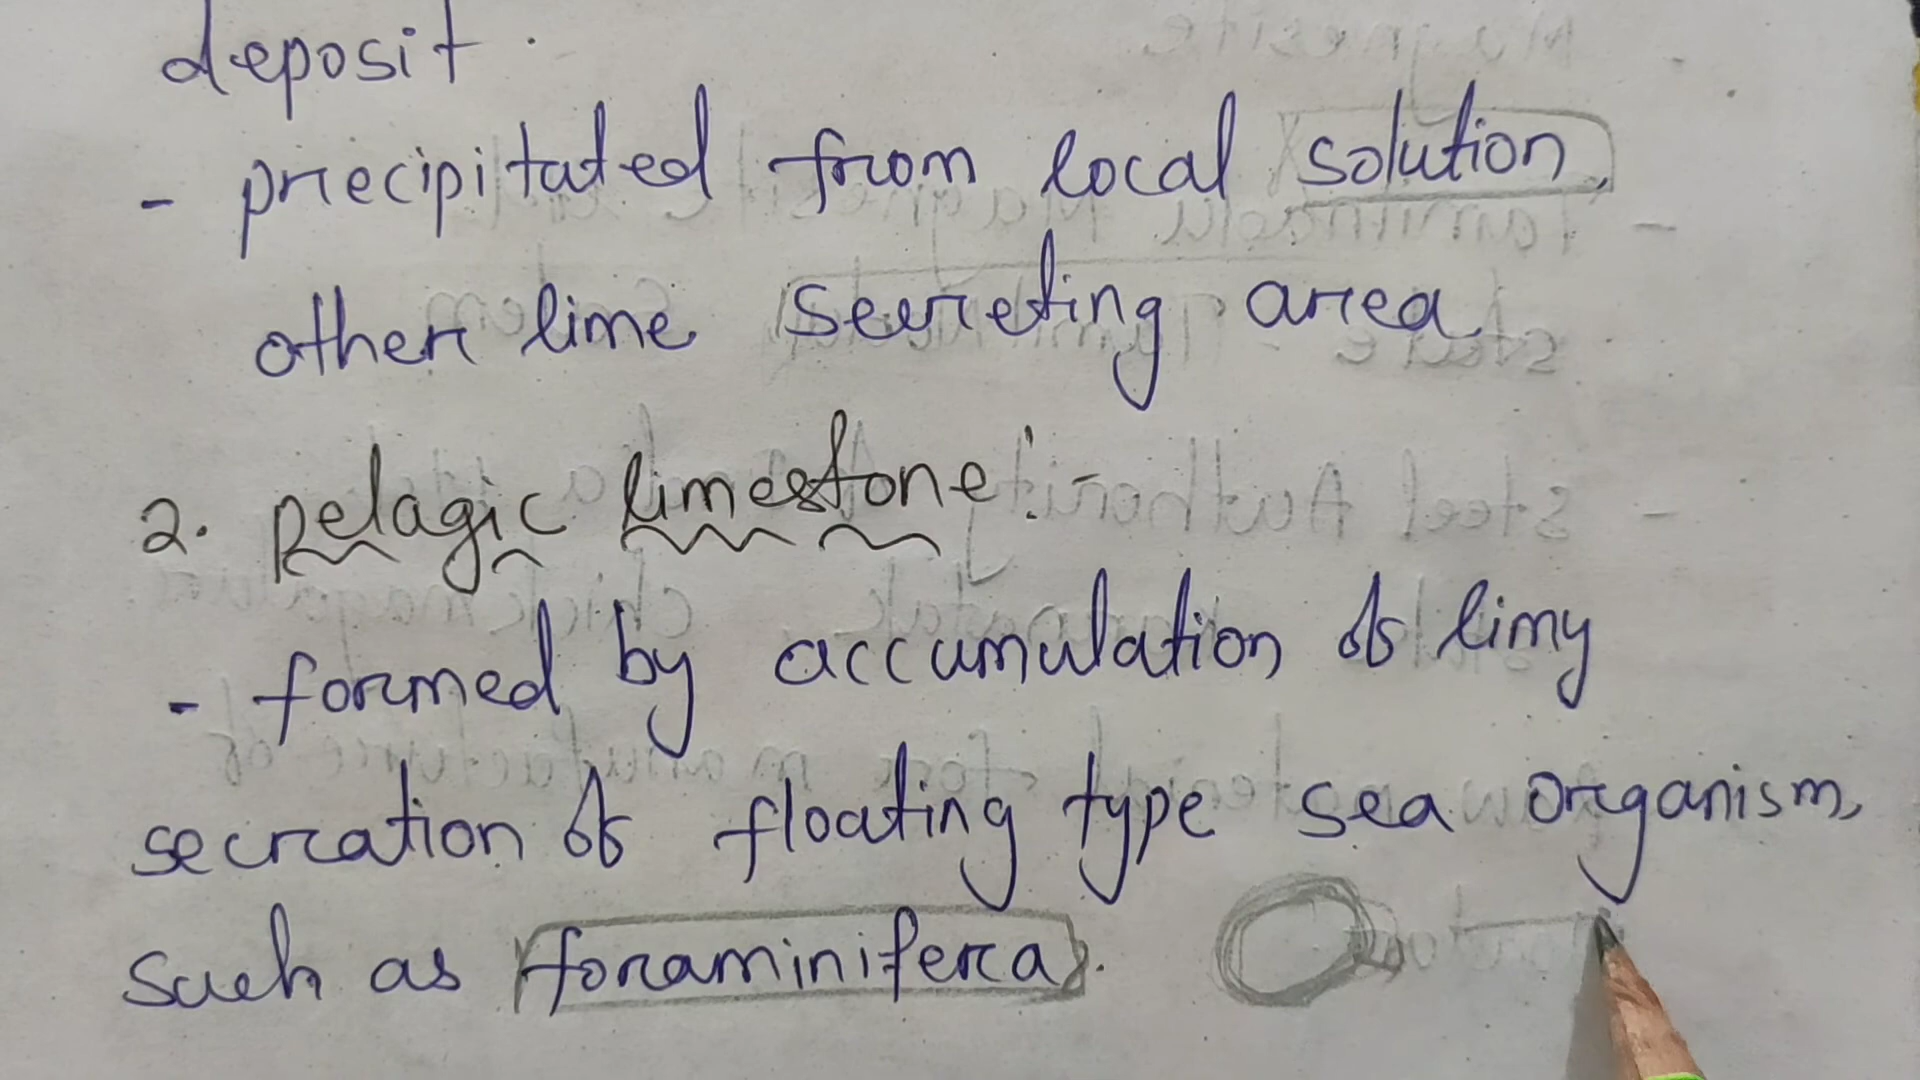 deposit.
- precipitated from local solution,
other lime secreting area
2. pelagic limestone:-
- formed by accumulation of limy
secration of floating type sea organism,
such as foraminifera.